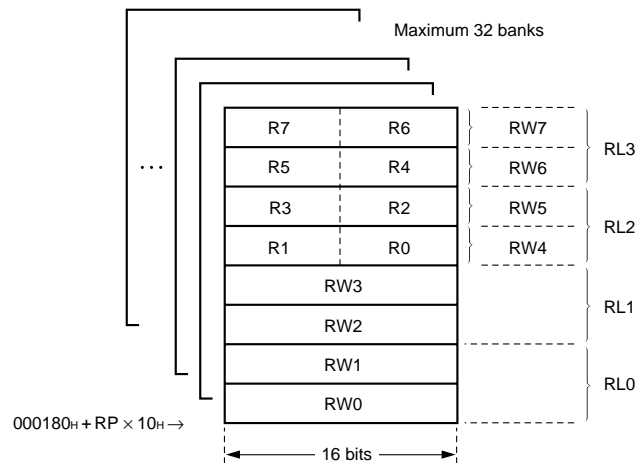 Maximum 32 banks
R7 R6 RW7
RL3
R5 R4 RW6
...
R3 R2 RW5
RL2
R1 R0 RW4
RW3
RL1
RW2
RW1
RL0
RW0
000180H + RP × 10H →
16 bits